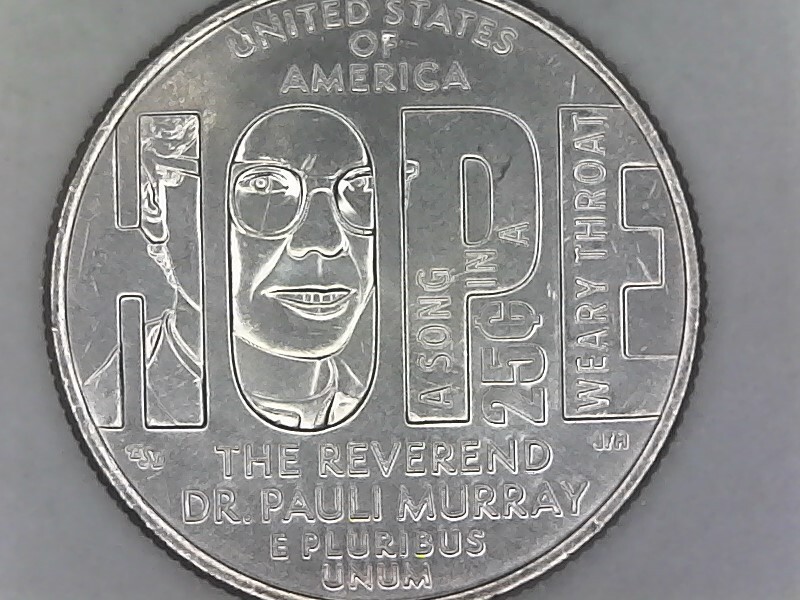 UNITED STATES
OF
AMERICA
HOPE
A SONG
IN
A
WEARY THROAT
25¢
THE REVEREND
DR. PAULI MURRAY
E PLURIBUS
UNUM